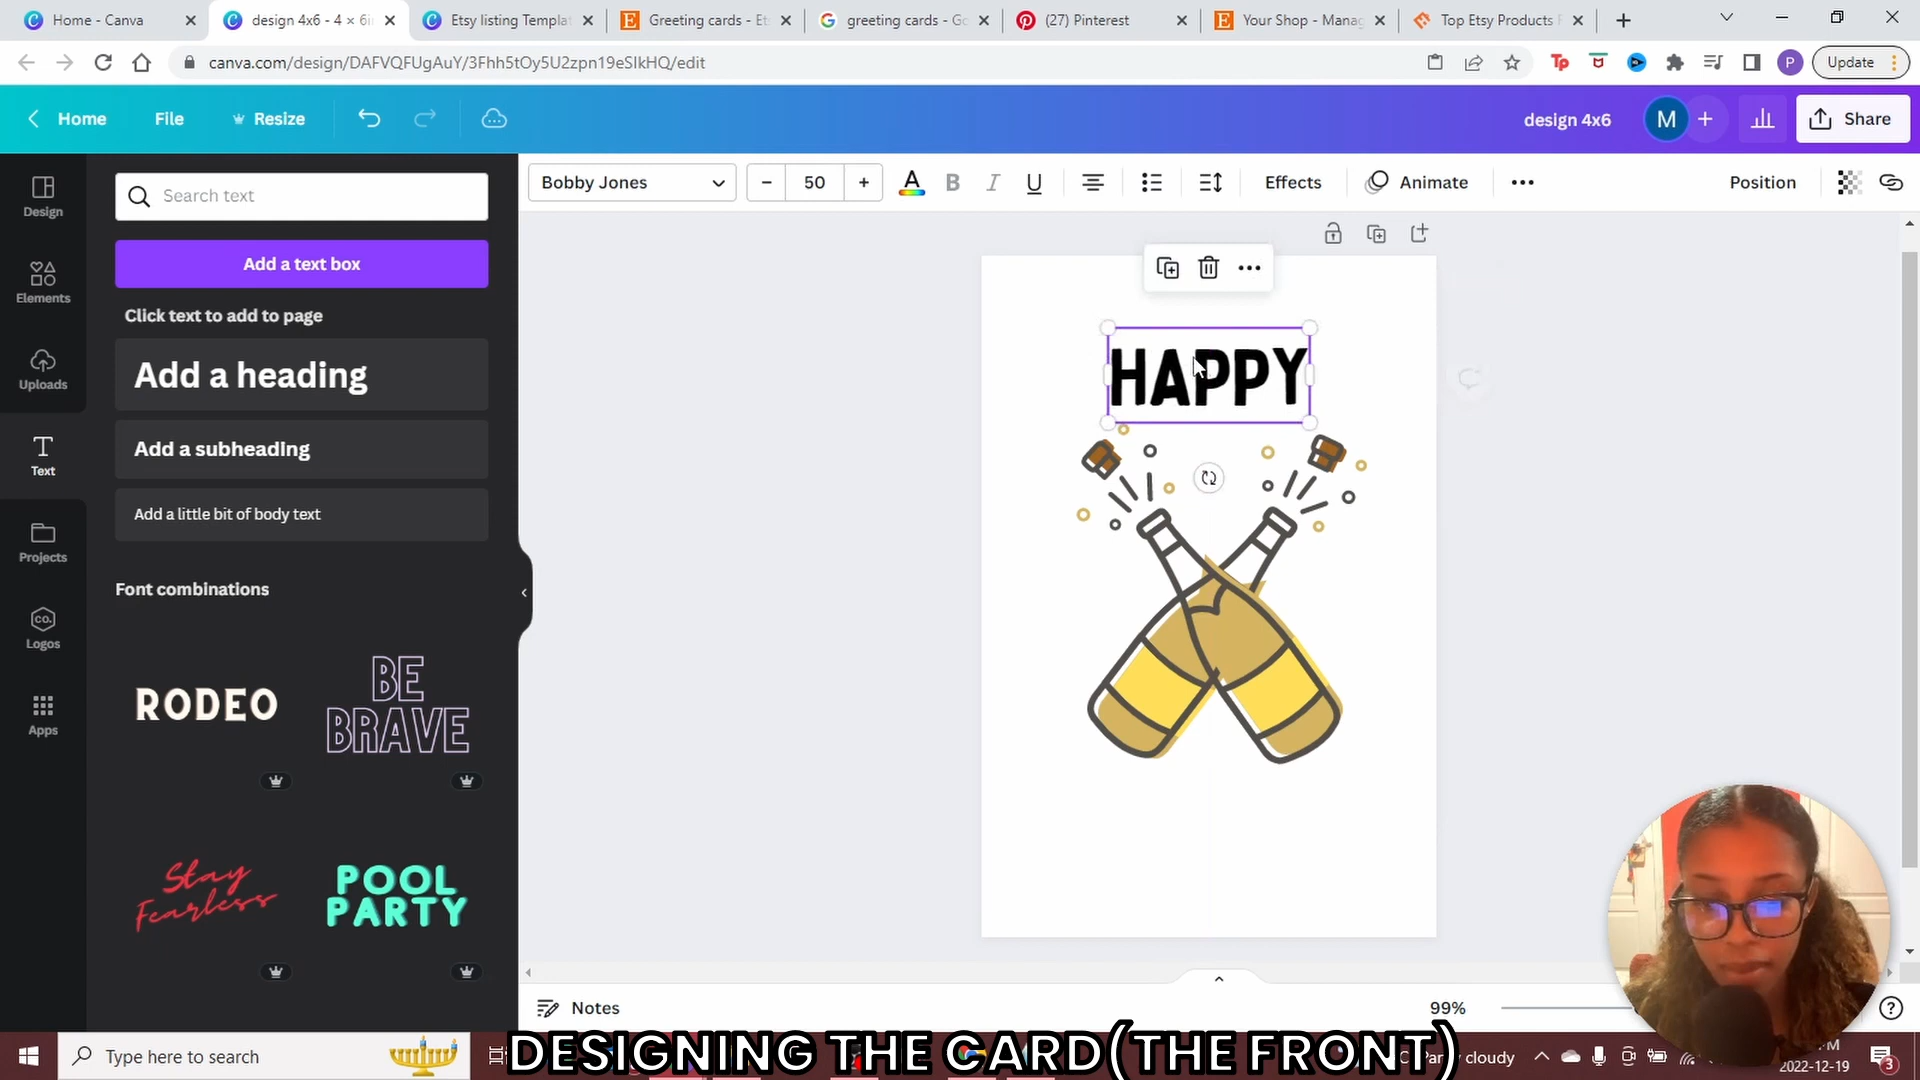 Home - Canva
design 4x6 - 4 × 6i
Etsy listing Templat
Greeting cards - Ets
greeting cards - Go
(27) Pinterest
Your Shop - Manag
Top Etsy Products F
canva.com/design/DAFVQFUgAuY/3Fhh5tOy5U2zpn19eSlkHQ/edit
Update
Home
File
Resize
design 4x6
M
Share
Design
Elements
Uploads
Text
Projects
Logos
Apps
Search text
Add a text box
Click text to add to page
Add a heading
Add a subheading
Add a little bit of body text
Font combinations
RODEO
BE
BRAVE
Stay
Fearless
POOL
PARTY
Bobby Jones
50
Effects
Animate
Position
HAPPY
Notes
99%
DESIGNING THE CARD(THE FRONT)
Type here to search
cloudy
2022-12-19
3